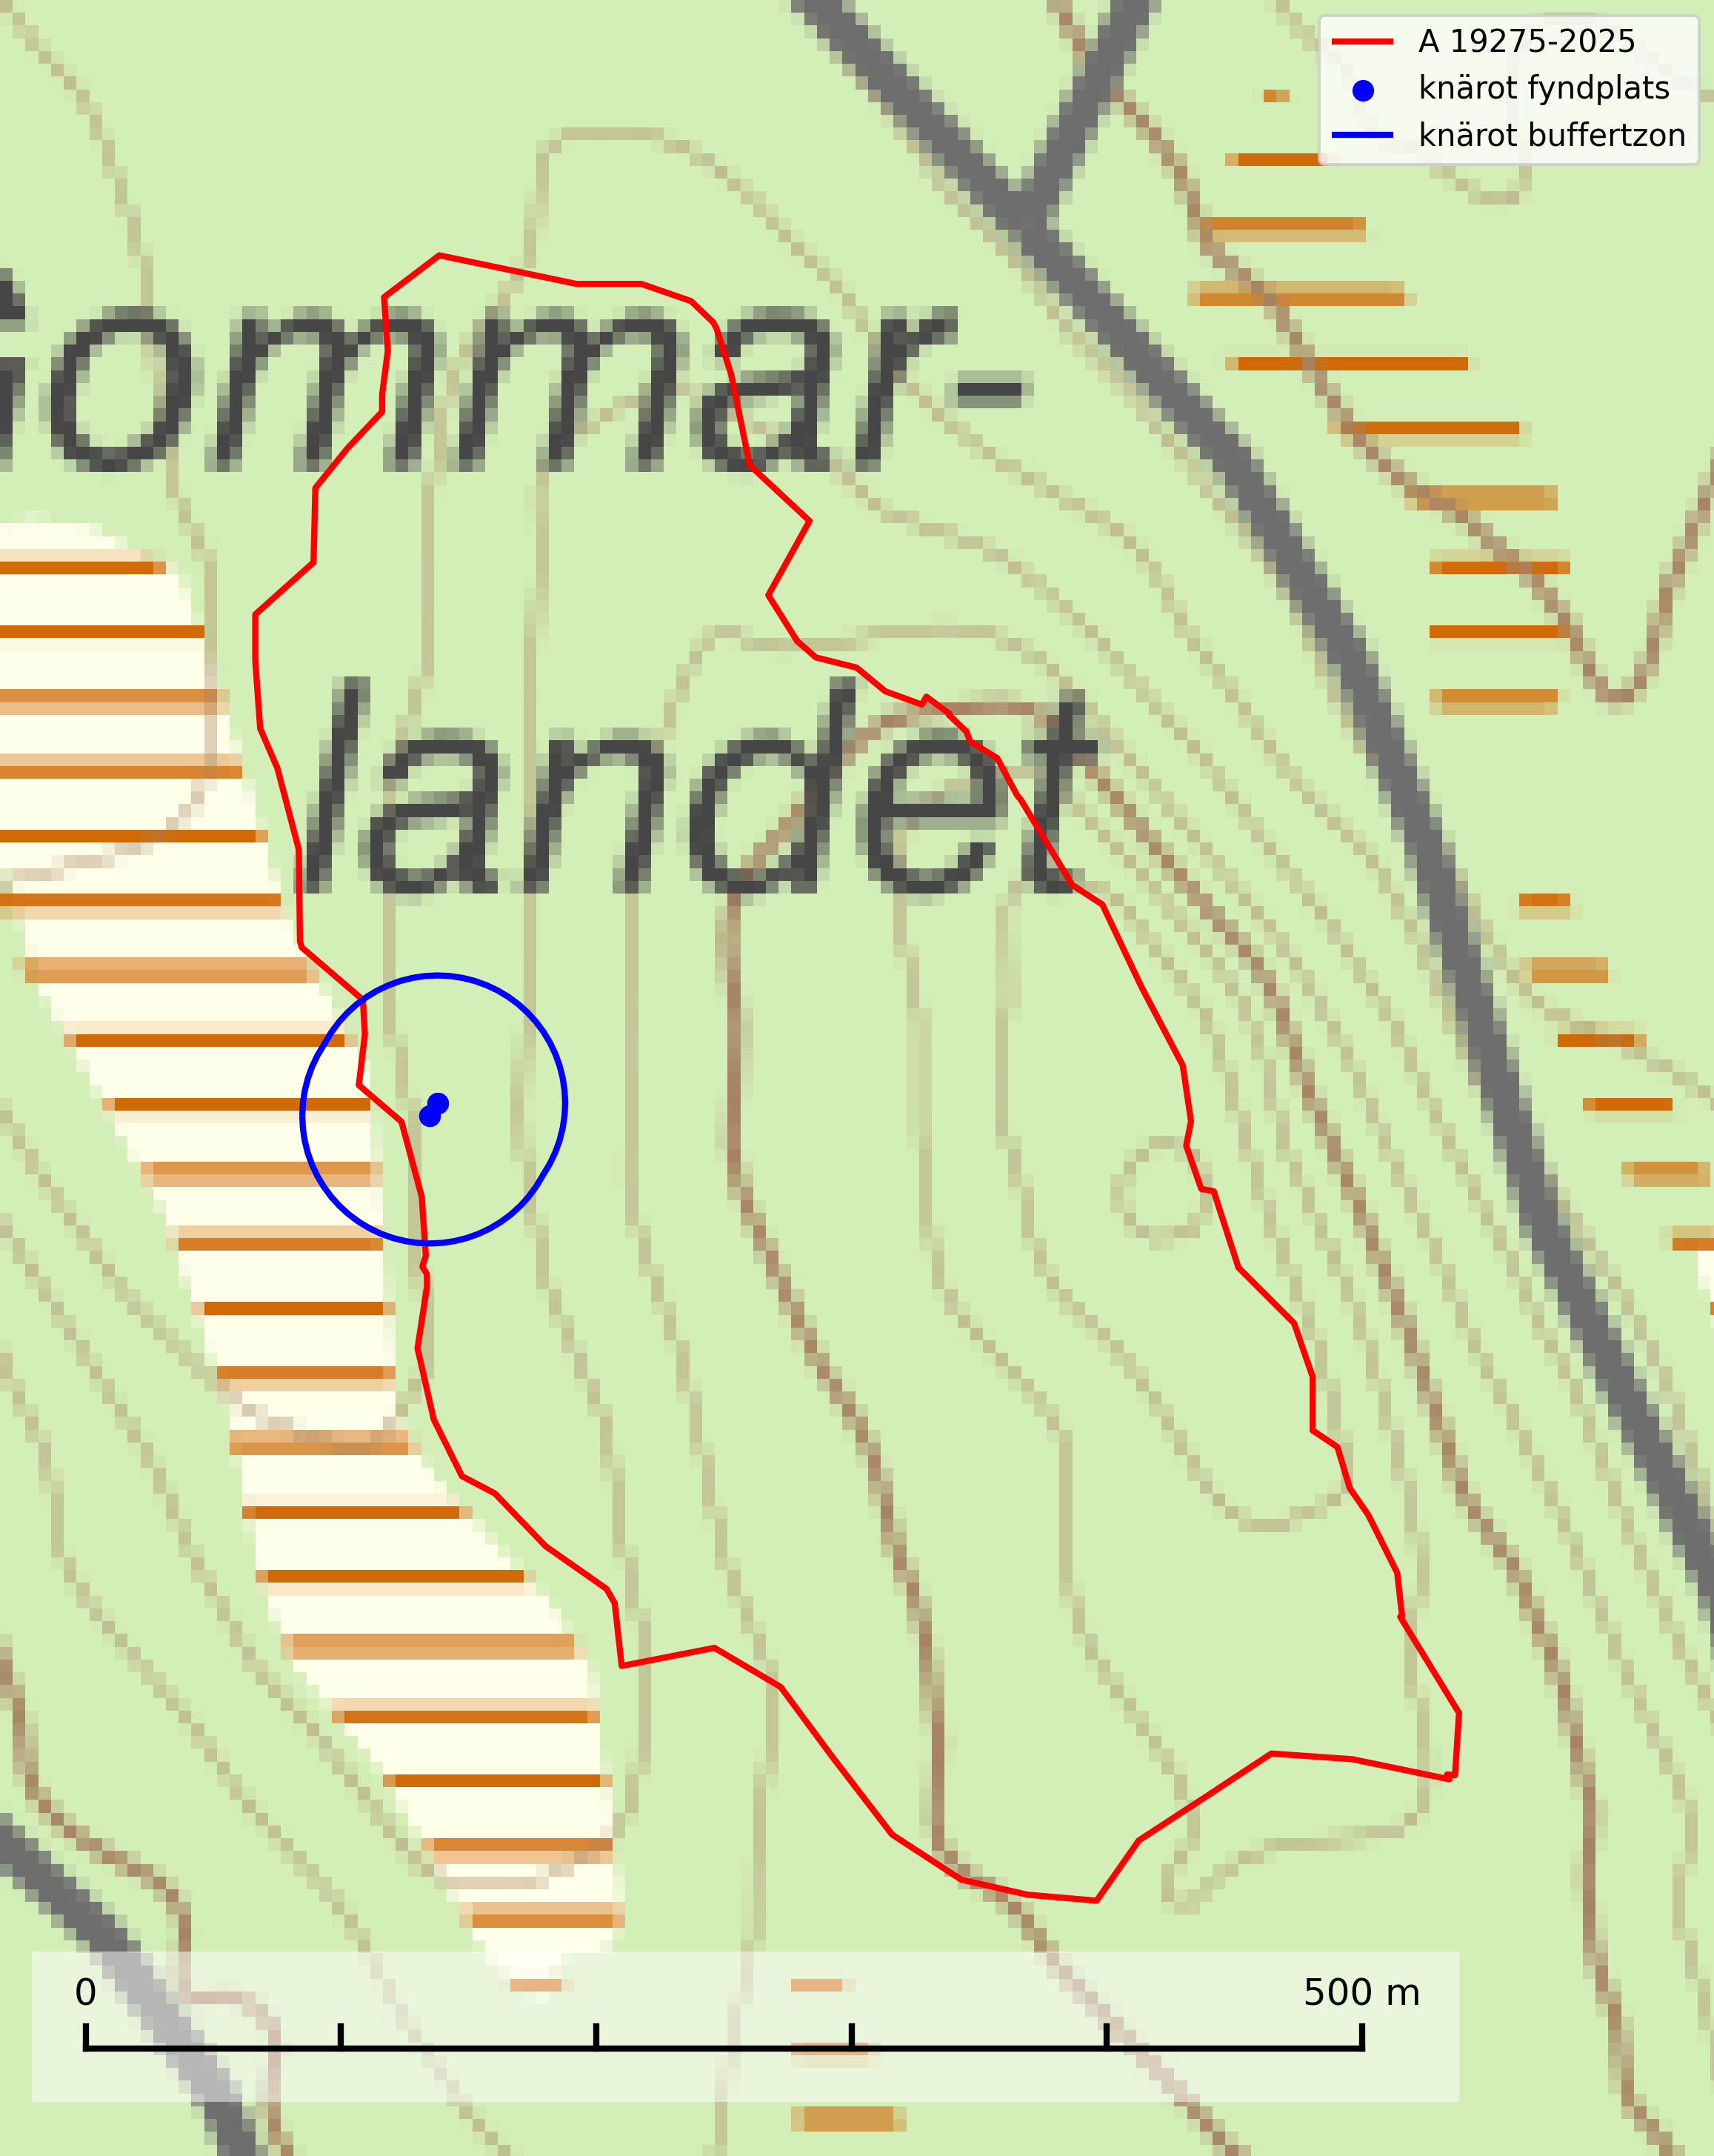 A 19275-2025
knärot fyndplats
knärot buffertzon
ommar-
landet
0 500 m